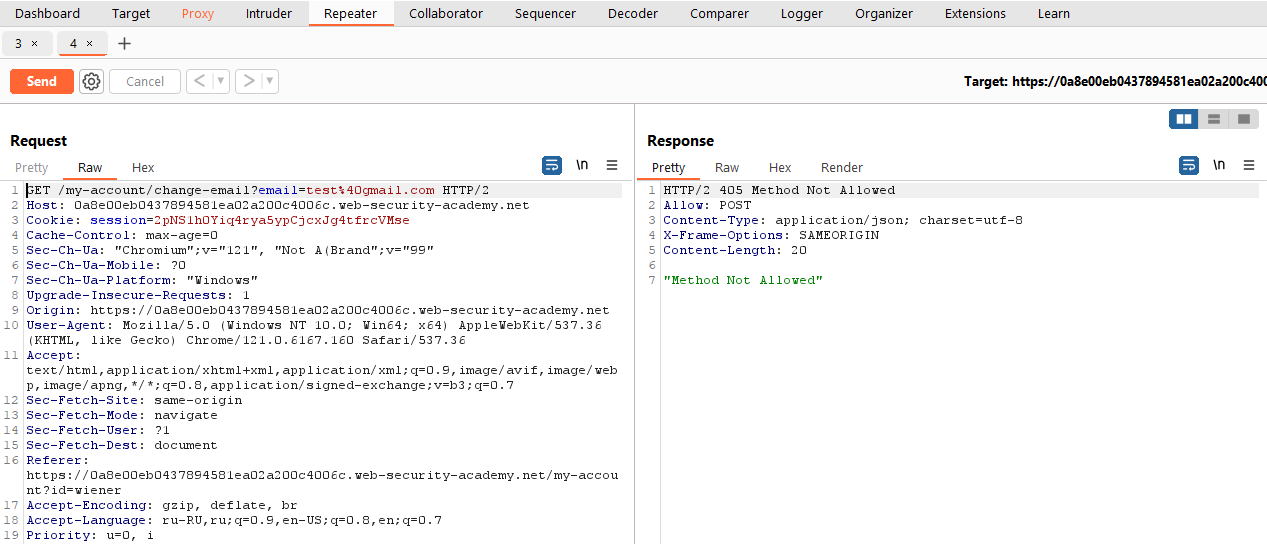 Dashboard Target Proxy Intruder Repeater Collaborator Sequencer Decoder Comparer Logger Organizer Extensions Learn
3 × 4 × +
Send Cancel < >
Target: https://0a8e00eb0437894581ea02a200c400
Request
Pretty Raw Hex \n
1 GET /my-account/change-email?email=test%40gmail.com HTTP/2
2 Host: 0a8e00eb0437894581ea02a200c4006c.web-security-academy.net
3 Cookie: session=2pNS1hOYiq4rya5ypCjcxJg4tfrcVMse
4 Cache-Control: max-age=0
5 Sec-Ch-Ua: "Chromium";v="121", "Not A(Brand";v="99"
6 Sec-Ch-Ua-Mobile: ?0
7 Sec-Ch-Ua-Platform: "Windows"
8 Upgrade-Insecure-Requests: 1
9 Origin: https://0a8e00eb0437894581ea02a200c4006c.web-security-academy.net
10 User-Agent: Mozilla/5.0 (Windows NT 10.0; Win64; x64) AppleWebKit/537.36
(KHTML, like Gecko) Chrome/121.0.6167.160 Safari/537.36
11 Accept:
text/html,application/xhtml+xml,application/xml;q=0.9,image/avif,image/web
p,image/apng,*/*;q=0.8,application/signed-exchange;v=b3;q=0.7
12 Sec-Fetch-Site: same-origin
13 Sec-Fetch-Mode: navigate
14 Sec-Fetch-User: ?1
15 Sec-Fetch-Dest: document
16 Referer:
https://0a8e00eb0437894581ea02a200c4006c.web-security-academy.net/my-accou
nt?id=wiener
17 Accept-Encoding: gzip, deflate, br
18 Accept-Language: ru-RU,ru;q=0.9,en-US;q=0.8,en;q=0.7
19 Priority: u=0, i
Response
Pretty Raw Hex Render \n
1 HTTP/2 405 Method Not Allowed
2 Allow: POST
3 Content-Type: application/json; charset=utf-8
4 X-Frame-Options: SAMEORIGIN
5 Content-Length: 20
6
7 "Method Not Allowed"